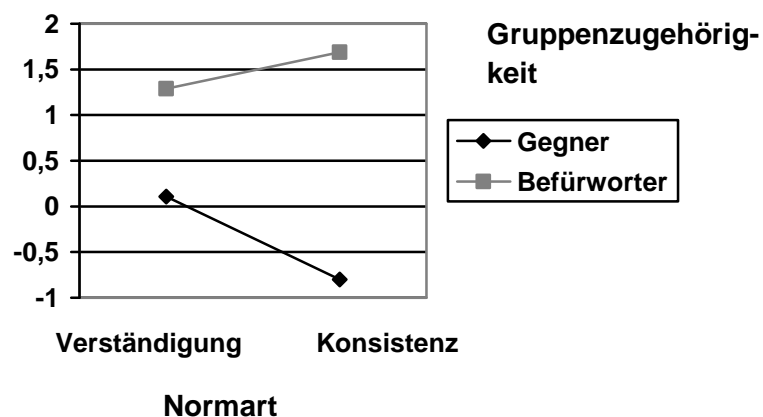 2
1,5
1
0,5
0
-0,5
-1
Verständigung Konsistenz
Normart
Gruppenzugehörig-
keit
Gegner
Befürworter